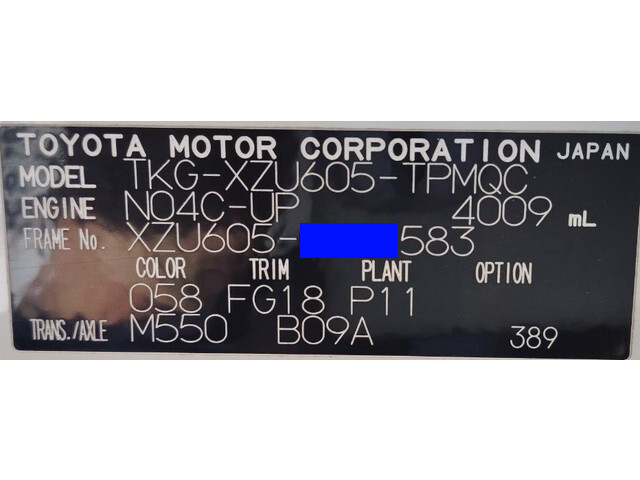 TOYOTA MOTOR CORPORATION JAPAN
MODEL TKG-XZU605-TPMQC
ENGINE N04C-UP 4009 mL
FRAME No. XZU605- 583
COLOR TRIM PLANT OPTION
058 FG18 P11
TRANS./AXLE M550 B09A 389